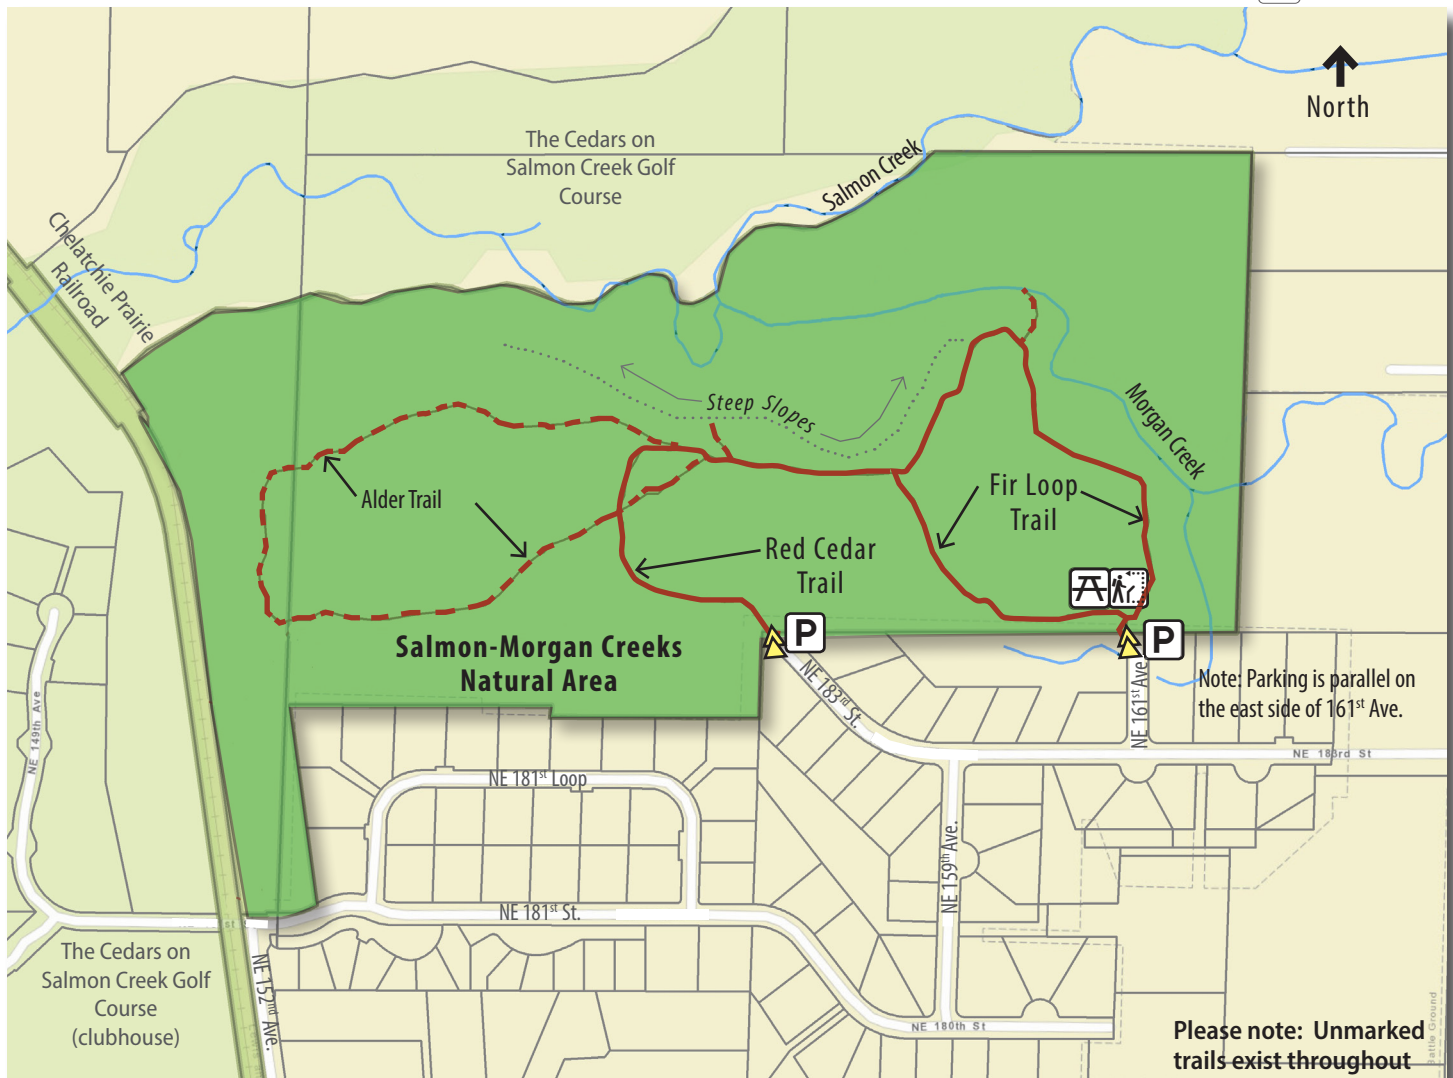 North
The Cedars on
Salmon Creek Golf
Course
Salmon Creek
Chelatchie Prairie
Railroad
Steep Slopes
Morgan Creek
Alder Trail
Fir Loop
Trail
Red Cedar
Trail
P
P
Salmon-Morgan Creeks
Natural Area
Note: Parking is parallel on
the east side of 161st Ave.
NE 183rd St.
NE 161st Ave
NE 183rd St
NE 149th Ave
NE 181st Loop
NE 159th Ave.
NE 181st St.
The Cedars on
Salmon Creek Golf
Course
(clubhouse)
NE 152nd Ave.
NE 180th St
Please note: Unmarked
trails exist throughout
Battle Ground